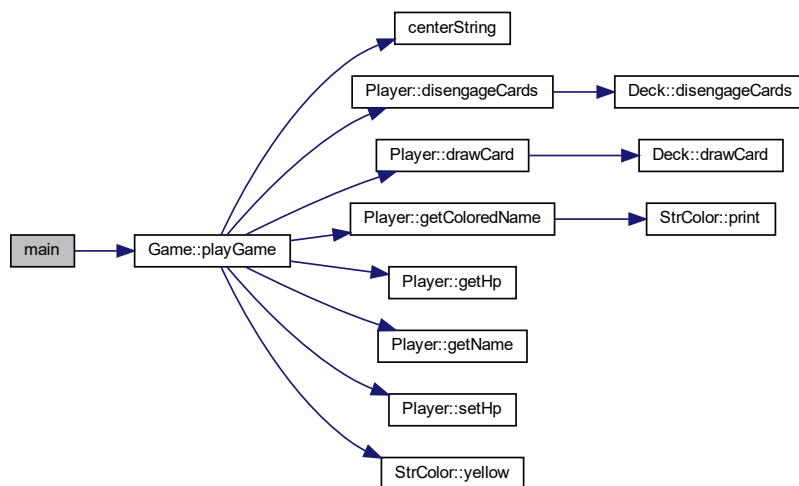 centerString
Player::disengageCards
Deck::disengageCards
Player::drawCard
Deck::drawCard
Player::getColoredName
StrColor::print
main
Game::playGame
Player::getHp
Player::getName
Player::setHp
StrColor::yellow